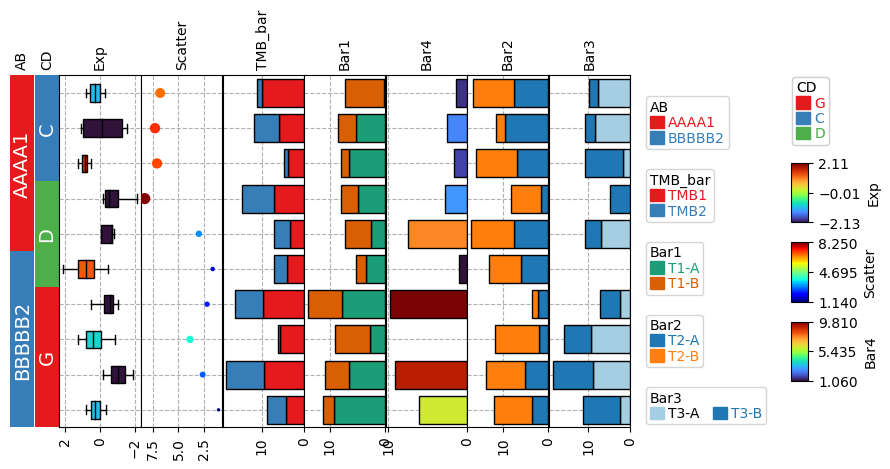 AB
CD
Exp
Scatter
TMB_bar
Bar1
Bar4
Bar2
Bar3
AAAA1
BBBBB2
C
D
G
2
0
−2
7.5
5.0
2.5
10
0
10
0
10
0
10
0
10
0
AB
AAAA1
BBBBB2
TMB_bar
TMB1
TMB2
Bar1
T1-A
T1-B
Bar2
T2-A
T2-B
Bar3
T3-A T3-B
CD
G
C
D
2.11
−0.01
−2.13
Exp
8.250
4.695
1.140
Scatter
9.810
5.435
1.060
Bar4